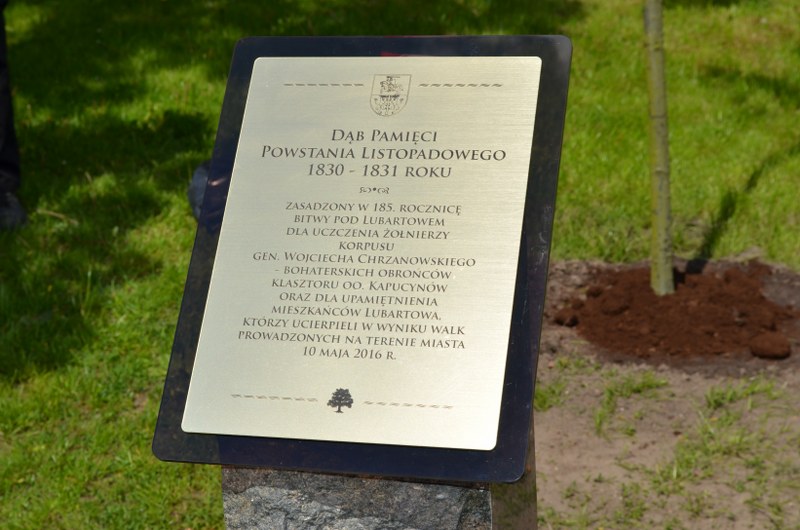 Dąb Pamięci
Powstania Listopadowego
1830 - 1831 roku
zasadzony w 185. rocznicę
bitwy pod Lubartowem
dla uczczenia żołnierzy
korpusu
gen. Wojciecha Chrzanowskiego
- bohaterskich obrońców
klasztoru oo. Kapucynów
oraz dla upamiętnienia
mieszkańców Lubartowa,
którzy ucierpieli w wyniku walk
prowadzonych na terenie miasta
10 maja 2016 r.